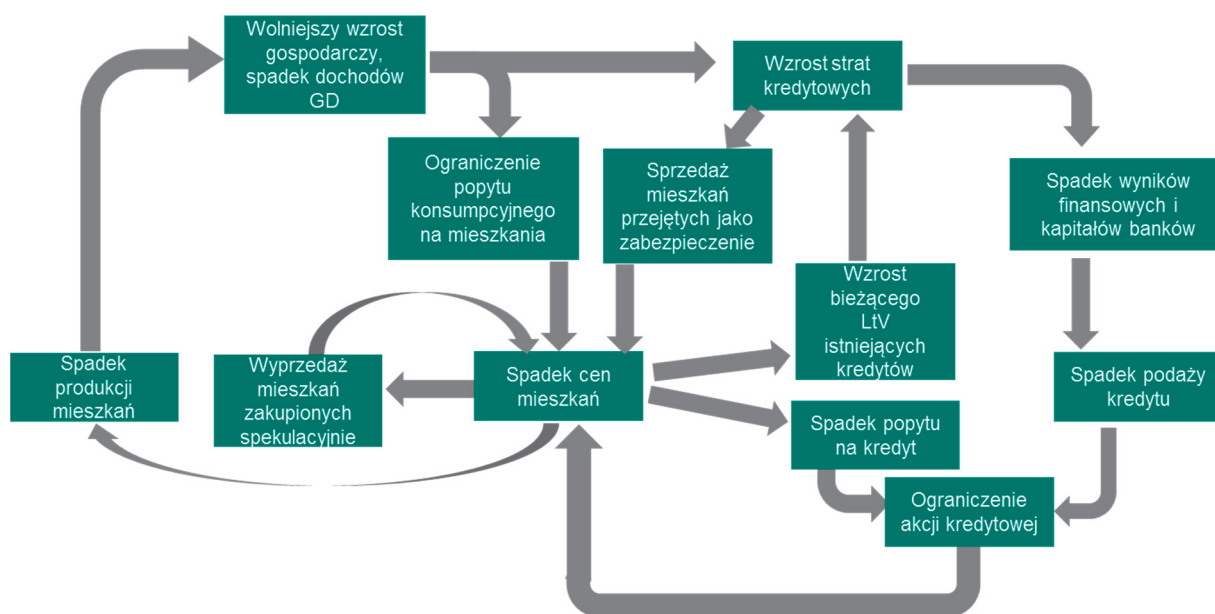 Wolniejszy wzrost
gospodarczy,
spadek dochodów
GD
Wzrost strat
kredytowych
Ograniczenie
popytu
konsumpcyjnego
na mieszkania
Sprzedaż
mieszkań
przejętych jako
zabezpieczenie
Spadek wyników
finansowych i
kapitałów banków
Wzrost
bieżącego
LtV
istniejących
kredytów
Spadek
produkcji
mieszkań
Wyprzedaż
mieszkań
zakupionych
spekulacyjnie
Spadek cen
mieszkań
Spadek podaży
kredytu
Spadek popytu
na kredyt
Ograniczenie
akcji kredytowej